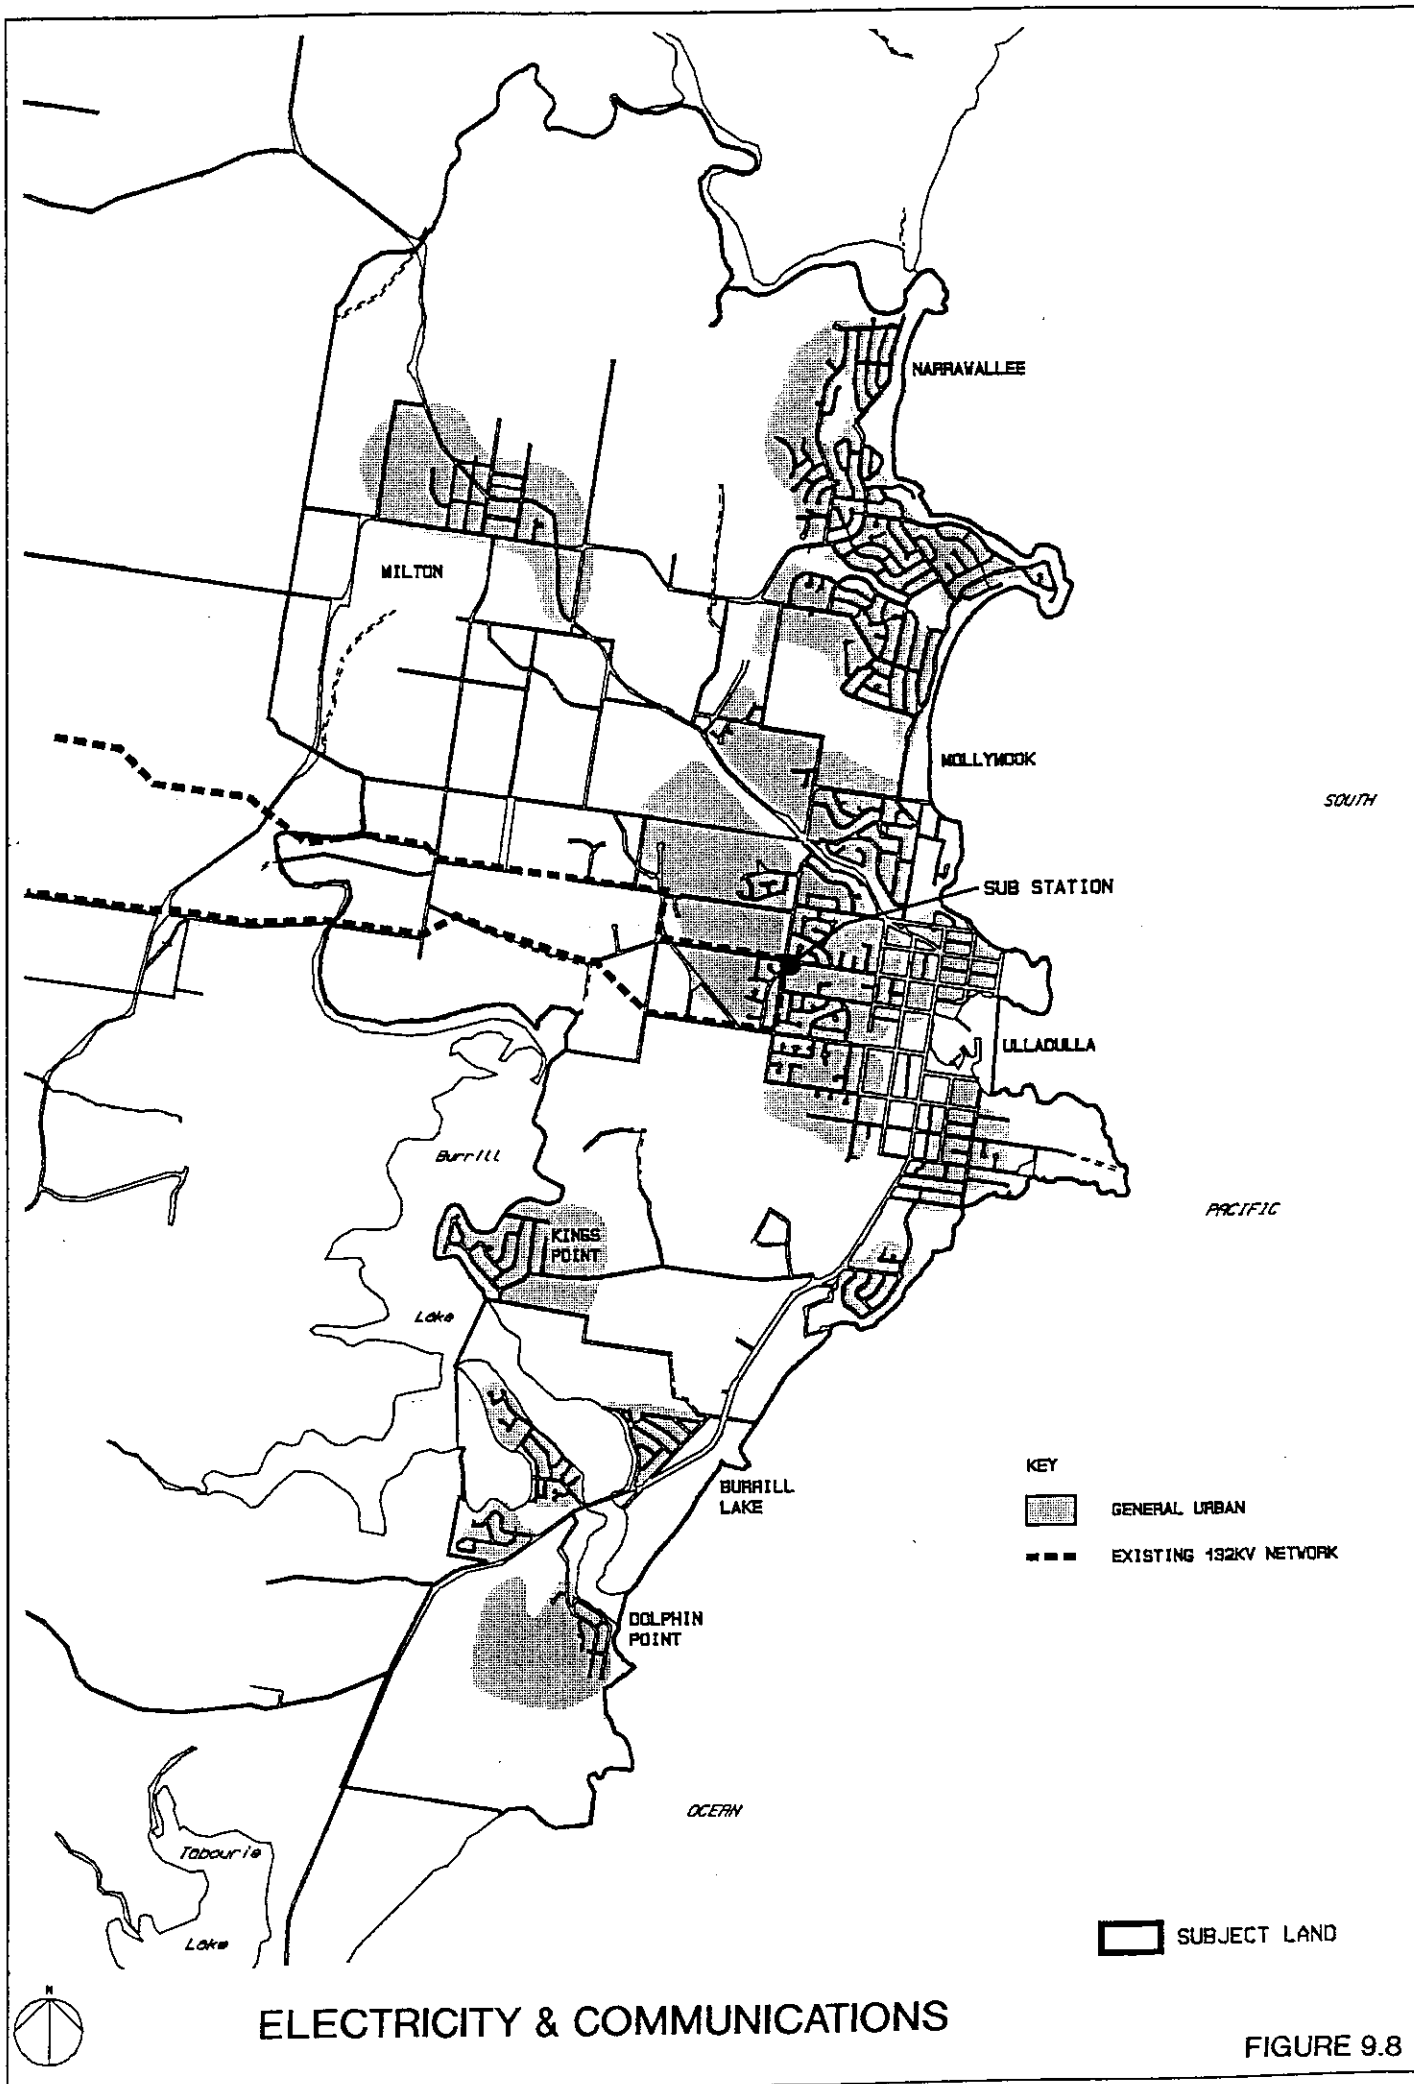 NARRAWALLEE
MILTON
MOLLYMOOK
SOUTH
SUB STATION
ULLADULLA
Burrill
PACIFIC
KINGS
POINT
Lake
KEY
BURRILL
LAKE
GENERAL URBAN
EXISTING 132KV NETWORK
DOLPHIN
POINT
OCEAN
Tabourie
Lake
SUBJECT LAND
N
ELECTRICITY & COMMUNICATIONS
FIGURE 9.8